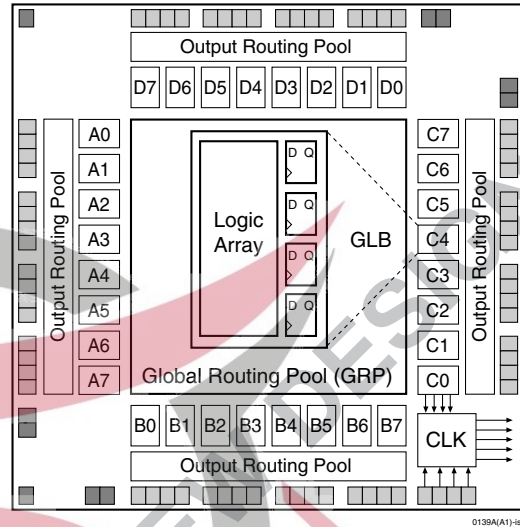 Output Routing Pool
D7 D6 D5 D4 D3 D2 D1 D0
Output Routing Pool
A0
A1
A2
A3
A4
A5
A6
A7
Logic
Array
D Q
D Q
D Q
D Q
GLB
Global Routing Pool (GRP)
C7
C6
C5
C4
C3
C2
C1
C0
Output Routing Pool
CLK
B0 B1 B2 B3 B4 B5 B6 B7
Output Routing Pool
0139A(A1)-is